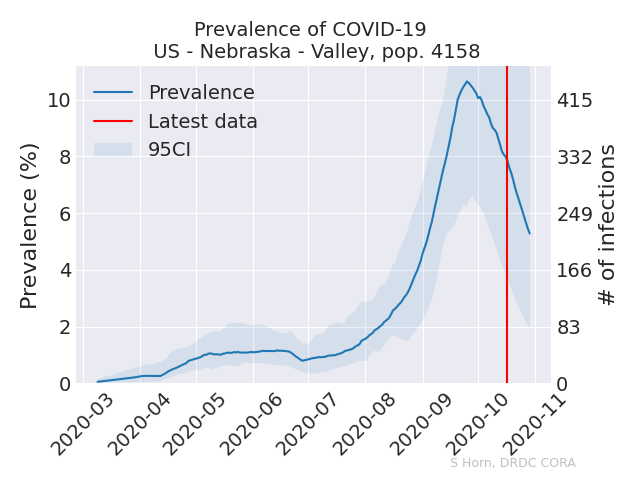 Prevalence of COVID-19
US - Nebraska - Valley, pop. 4158
Prevalence
Latest data
95CI
Prevalence (%)
10
8
6
4
2
0
415
332
249
166
83
0
# of infections
2020-03
2020-04
2020-05
2020-06
2020-07
2020-08
2020-09
2020-10
2020-11
S Horn, DRDC CORA